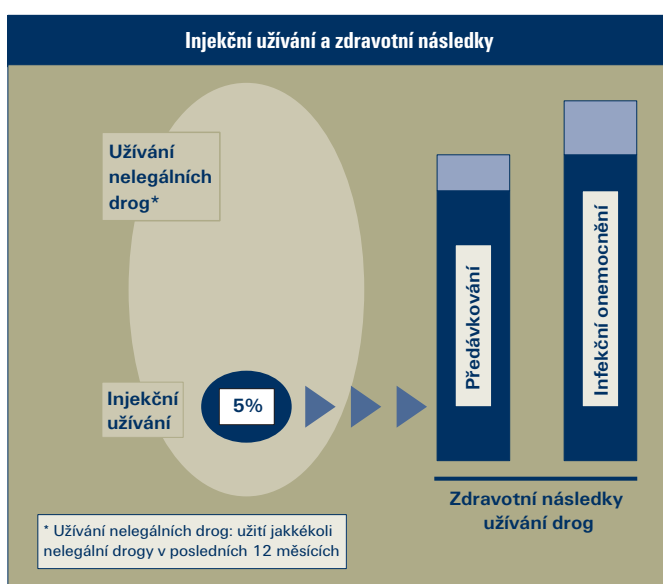 Injekční užívání a zdravotní následky
Užívání
nelegálních
drog*
Injekční
užívání
5%
Předávkování
Infekční onemocnění
Zdravotní následky
užívání drog
* Užívání nelegálních drog: užití jakkékoli
nelegální drogy v posledních 12 měsících